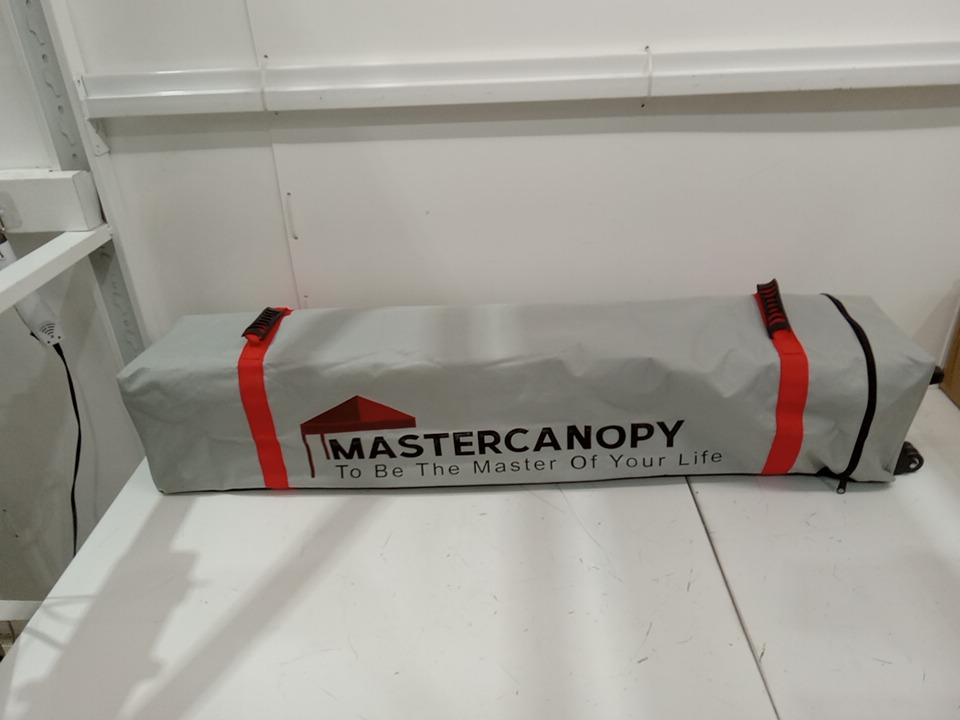 MASTERCANOPY
To Be The Master Of Your Life